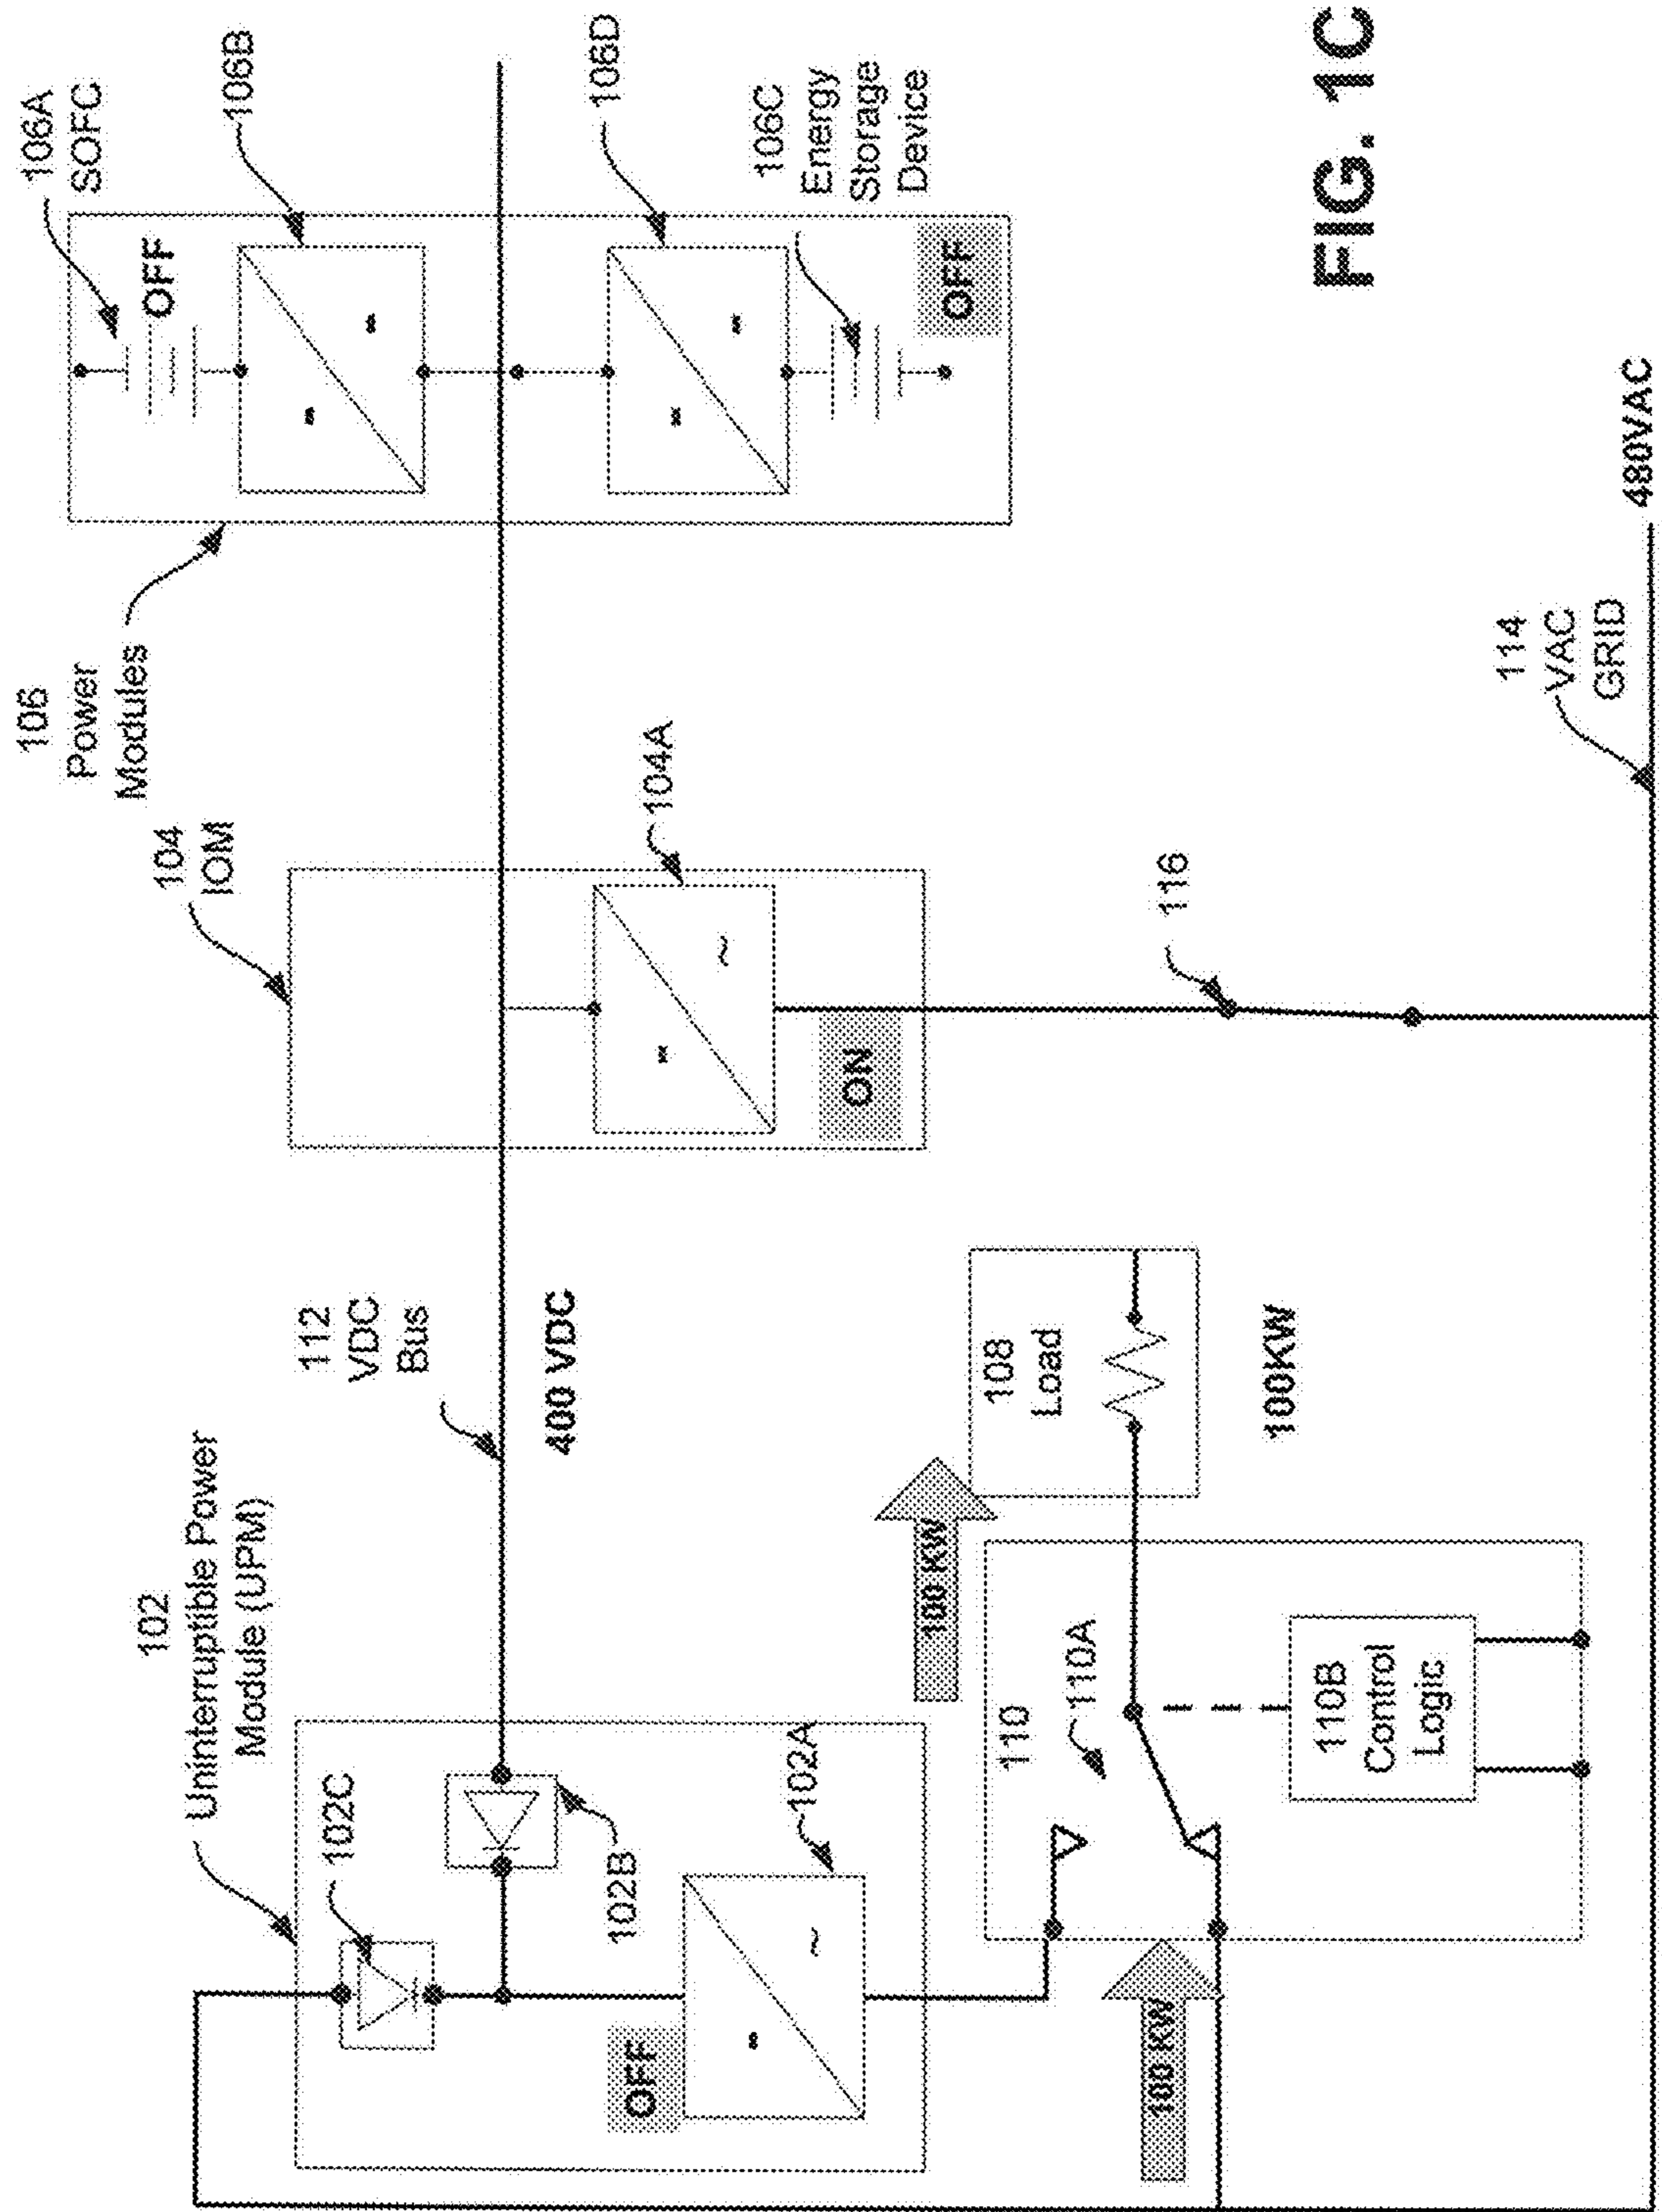 102
Uninterruptible Power
Module (UPM)
102C
102B
OFF
102A
112
VDC
Bus
400 VDC
104
IOM
104A
ON
106
Power
Modules
106A
SOFC
OFF
106B
106D
106C
Energy
Storage
Device
OFF
100 KW
108
Load
100KW
110
110A
110B
Control
Logic
100 KW
116
114
VAC
GRID
480VAC
FIG. 1C